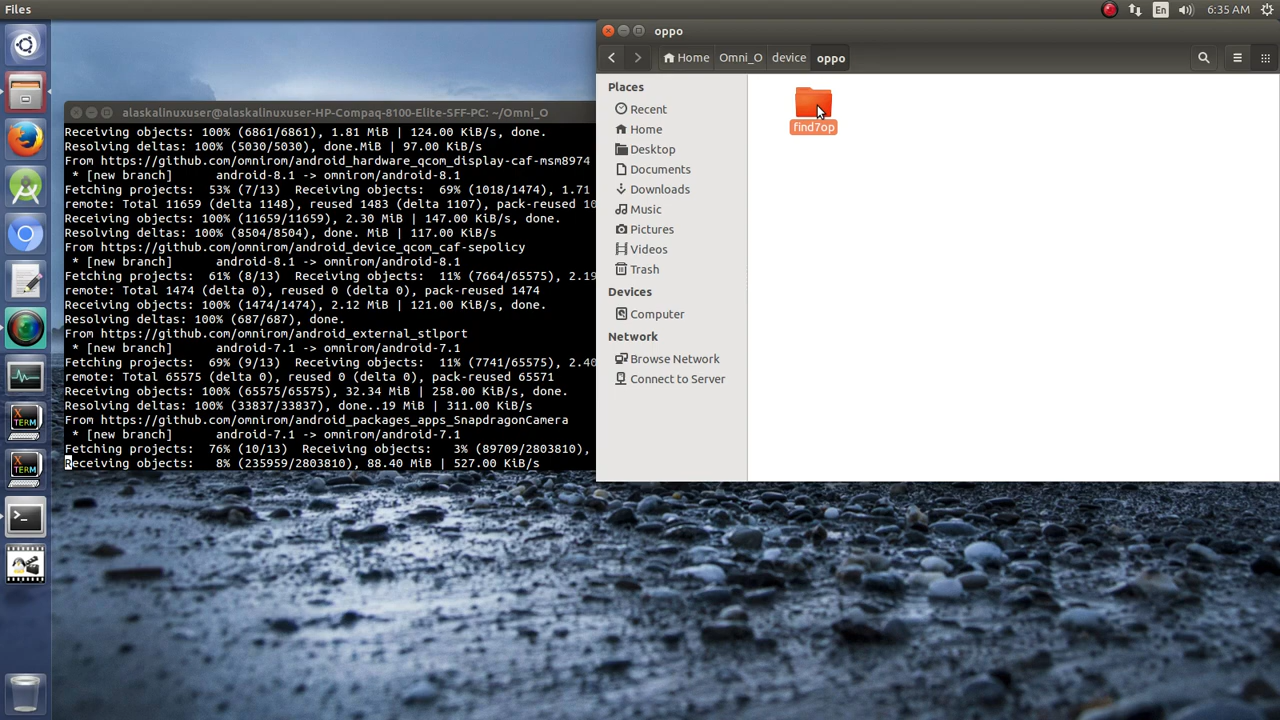 Files
En
6:35 AM
oppo
Home
Omni_O
device
oppo
Places
Recent
Home
Desktop
Documents
Downloads
Music
Pictures
Videos
Trash
Devices
Computer
Network
Browse Network
Connect to Server
find7op
alaskalinuxuser@alaskalinuxuser-HP-Compaq-8100-Elite-SFF-PC: ~/Omni_O
Receiving objects: 100% (6861/6861), 1.81 MiB | 124.00 KiB/s, done.
Resolving deltas: 100% (5030/5030), done.MiB | 97.00 KiB/s
From https://github.com/omnirom/android_hardware_qcom_display-caf-msm8974
 * [new branch]      android-8.1 -> omnirom/android-8.1
Fetching projects:  53% (7/13)  Receiving objects:  69% (1018/1474), 1.71
remote: Total 11659 (delta 1148), reused 1483 (delta 1107), pack-reused 10
Receiving objects: 100% (11659/11659), 2.30 MiB | 147.00 KiB/s, done.
Resolving deltas: 100% (8504/8504), done. MiB | 117.00 KiB/s
From https://github.com/omnirom/android_device_qcom_caf-sepolicy
 * [new branch]      android-8.1 -> omnirom/android-8.1
Fetching projects:  61% (8/13)  Receiving objects:  11% (7664/65575), 2.19
remote: Total 1474 (delta 0), reused 0 (delta 0), pack-reused 1474
Receiving objects: 100% (1474/1474), 2.12 MiB | 121.00 KiB/s, done.
Resolving deltas: 100% (687/687), done.
From https://github.com/omnirom/android_external_stlport
 * [new branch]      android-7.1 -> omnirom/android-7.1
Fetching projects:  69% (9/13)  Receiving objects:  11% (7741/65575), 2.40
remote: Total 65575 (delta 0), reused 0 (delta 0), pack-reused 65571
Receiving objects: 100% (65575/65575), 32.34 MiB | 258.00 KiB/s, done.
Resolving deltas: 100% (33837/33837), done..19 MiB | 311.00 KiB/s
From https://github.com/omnirom/android_packages_apps_SnapdragonCamera
 * [new branch]      android-7.1 -> omnirom/android-7.1
Fetching projects:  76% (10/13)  Receiving objects:   3% (89709/2803810),
Receiving objects:   8% (235959/2803810), 88.40 MiB | 527.00 KiB/s
X
TERM
X
TERM